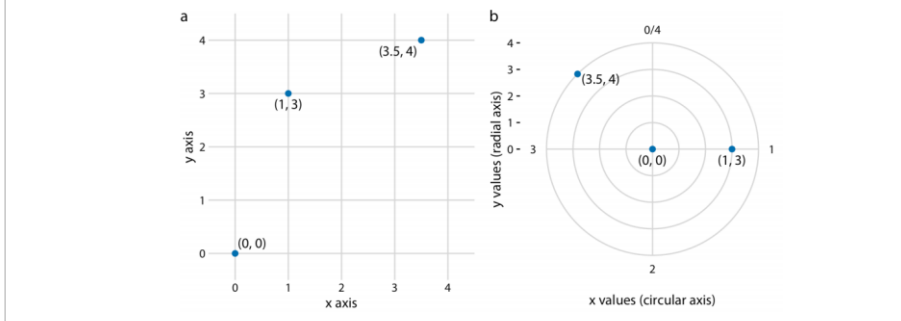 a
4
(3.5, 4)
3
(1, 3)
2
1
(0, 0)
0
y axis
0 1 2 3 4
x axis
b
0/4
4
3
(3.5, 4)
2
1
0
3
1
(0, 0)
(1, 3)
2
y values (radial axis)
x values (circular axis)